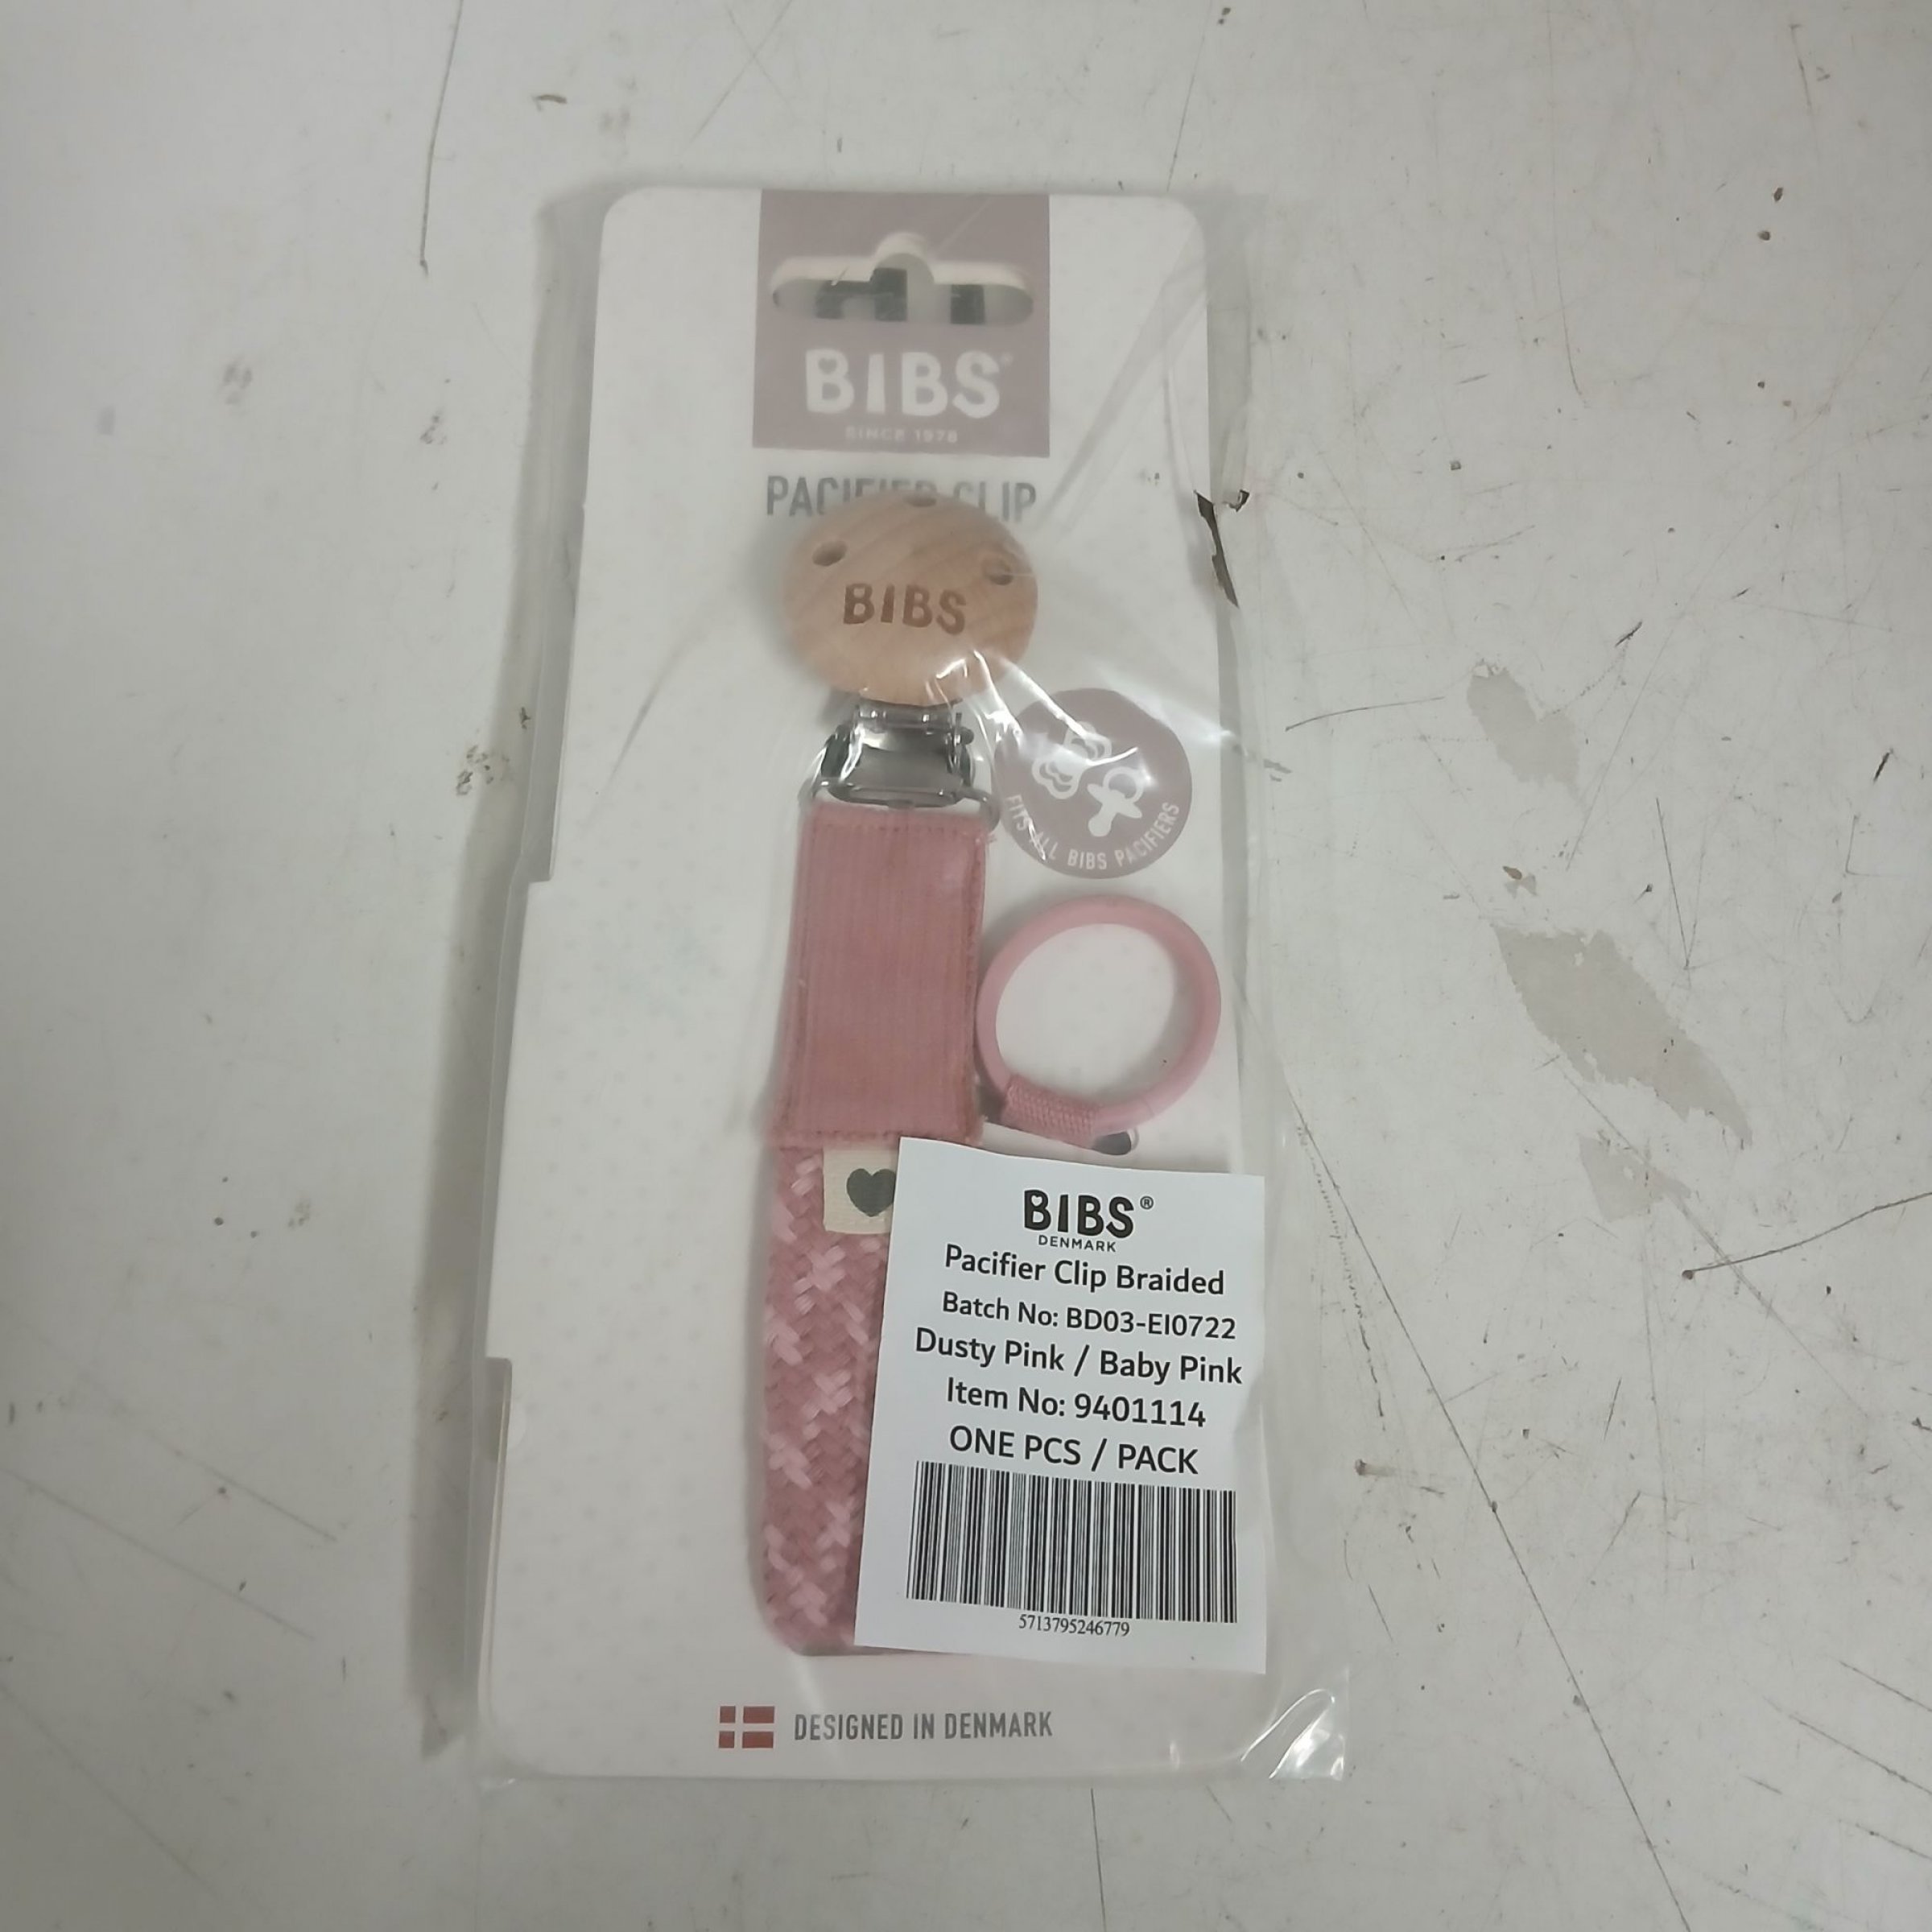 BIBS®
SINCE 1978
PACIFIER CLIP
BIBS
FITS ALL BIBS PACIFIERS
BIBS®
DENMARK
Pacifier Clip Braided
Batch No: BD03-EI0722
Dusty Pink / Baby Pink
Item No: 9401114
ONE PCS / PACK
5713795246779
DESIGNED IN DENMARK